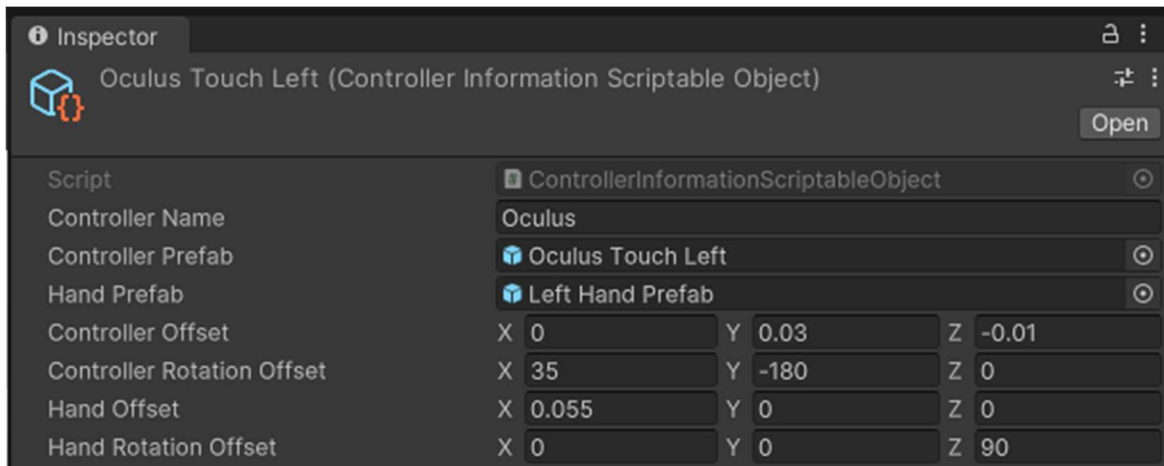 Inspector
Oculus Touch Left (Controller Information Scriptable Object)
Open
Script ControllerInformationScriptableObject
Controller Name Oculus
Controller Prefab Oculus Touch Left
Hand Prefab Left Hand Prefab
Controller Offset X 0 Y 0.03 Z -0.01
Controller Rotation Offset X 35 Y -180 Z 0
Hand Offset X 0.055 Y 0 Z 0
Hand Rotation Offset X 0 Y 0 Z 90